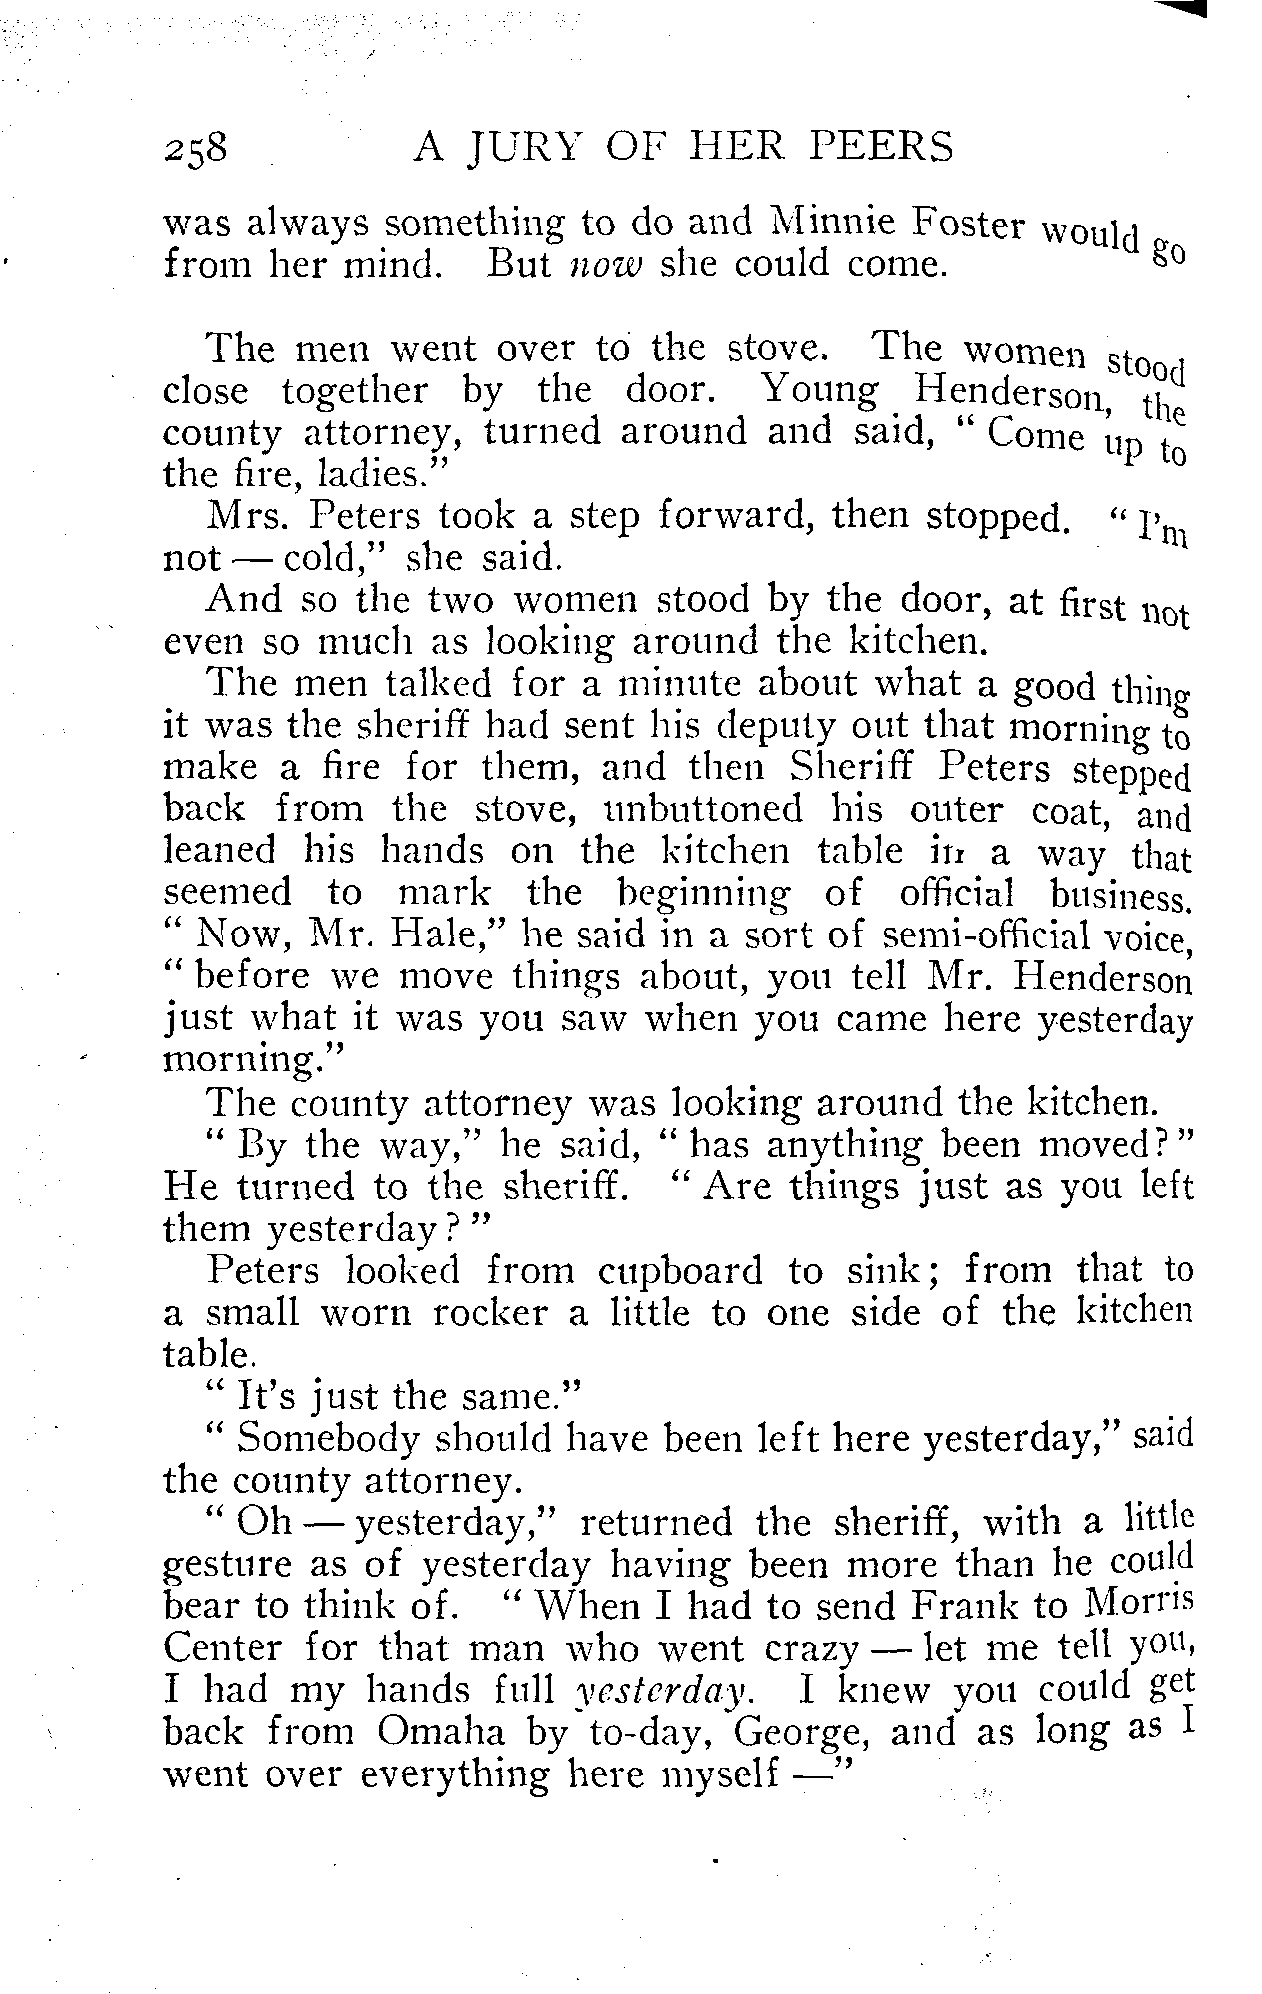 258 A JURY OF HER PEERS
was always something to do and Minnie Foster would go
from her mind. But now she could come.
The men went over to the stove. The women stood
close together by the door. Young Henderson, the
county attorney, turned around and said, “ Come up to
the fire, ladies.”
Mrs. Peters took a step forward, then stopped. “ I’m
not — cold,” she said.
And so the two women stood by the door, at first not
even so much as looking around the kitchen.
The men talked for a minute about what a good thing
it was the sheriff had sent his deputy out that morning to
make a fire for them, and then Sheriff Peters stepped
back from the stove, unbuttoned his outer coat, and
leaned his hands on the kitchen table in a way that
seemed to mark the beginning of official business.
“ Now, Mr. Hale,” he said in a sort of semi-official voice,
“ before we move things about, you tell Mr. Henderson
just what it was you saw when you came here yesterday
morning.”
The county attorney was looking around the kitchen.
“ By the way,” he said, “ has anything been moved? ”
He turned to the sheriff. “ Are things just as you left
them yesterday? ”
Peters looked from cupboard to sink; from that to
a small worn rocker a little to one side of the kitchen
table.
“ It’s just the same.”
“ Somebody should have been left here yesterday,” said
the county attorney.
“ Oh — yesterday,” returned the sheriff, with a little
gesture as of yesterday having been more than he could
bear to think of. “ When I had to send Frank to Morris
Center for that man who went crazy — let me tell you,
I had my hands full yesterday. I knew you could get
back from Omaha by to-day, George, and as long as I
went over everything here myself —”